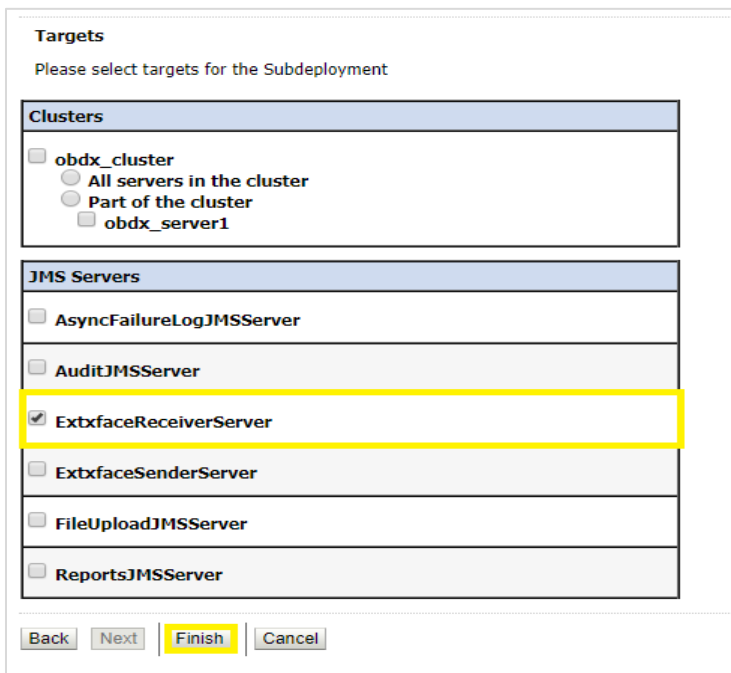 Targets
Please select targets for the Subdeployment
Clusters
obdx_cluster
All servers in the cluster
Part of the cluster
obdx_server1
JMS Servers
AsyncFailureLogJMSServer
AuditJMSServer
ExtxfaceReceiverServer
ExtxfaceSenderServer
FileUploadJMSServer
ReportsJMSServer
Back Next Finish Cancel